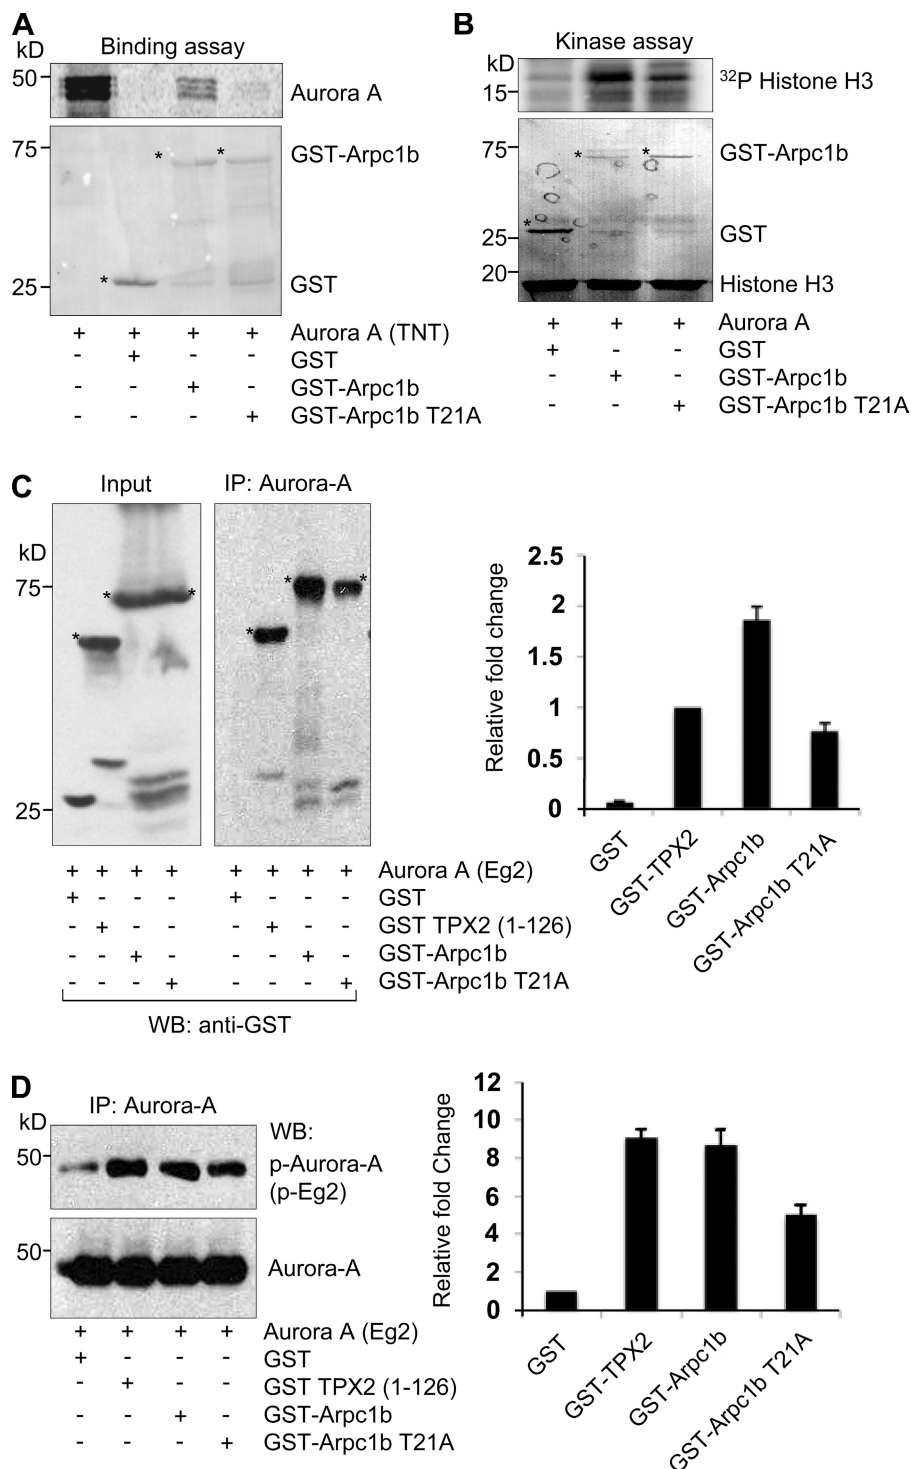 A
B
Binding assay
kD
50
Aurora A
75
*
*
GST-Arpc1b
*
25
GST
+ + + + Aurora A (TNT)
- + - - GST
- - + - GST-Arpc1b
- - - + GST-Arpc1b T21A
Kinase assay
kD
15
32P Histone H3
75
*
*
GST-Arpc1b
*
25
GST
20
Histone H3
+ + + Aurora A
+ - - GST
- + - GST-Arpc1b
- - + GST-Arpc1b T21A
C
Input
IP: Aurora-A
kD
75
*
*
*
*
*
*
25
+ + + + + + + + Aurora A (Eg2)
+ - - - + - - - GST
- + - - - + - - GST TPX2 (1-126)
- - + - - - + - GST-Arpc1b
- - - + - - - + GST-Arpc1b T21A
WB: anti-GST
Relative fold change
2.5
2
1.5
1
0.5
0
GST
GST-TPX2
GST-Arpc1b
GST-Arpc1b T21A
D
IP: Aurora-A
kD
50
WB:
p-Aurora-A
(p-Eg2)
50
Aurora-A
+ + + + Aurora A (Eg2)
+ - - - GST
- + - - GST TPX2 (1-126)
- - + - GST-Arpc1b
- - - + GST-Arpc1b T21A
Relative fold Change
12
10
8
6
4
2
0
GST
GST-TPX2
GST-Arpc1b
GST-Arpc1b T21A